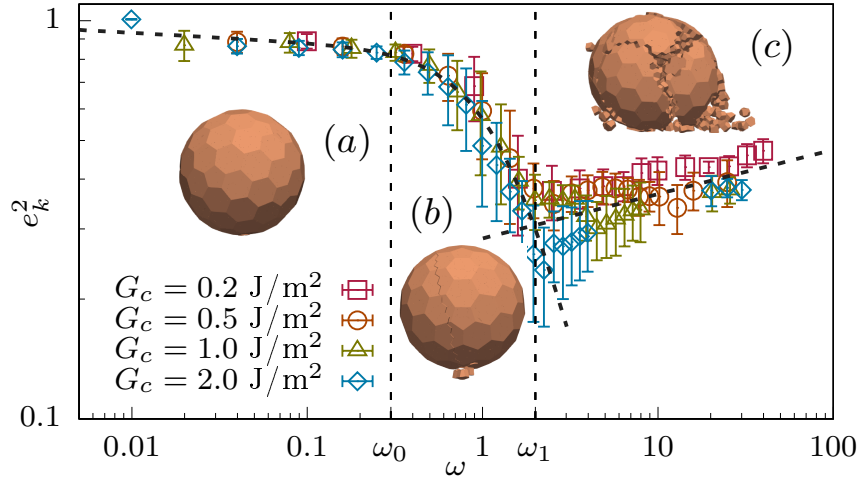 1
(c)
(a)
(b)
e_k^2
G_c = 0.2 J/m^2
G_c = 0.5 J/m^2
G_c = 1.0 J/m^2
G_c = 2.0 J/m^2
0.1
0.01 0.1 ω_0 1 ω_1 10 100
ω